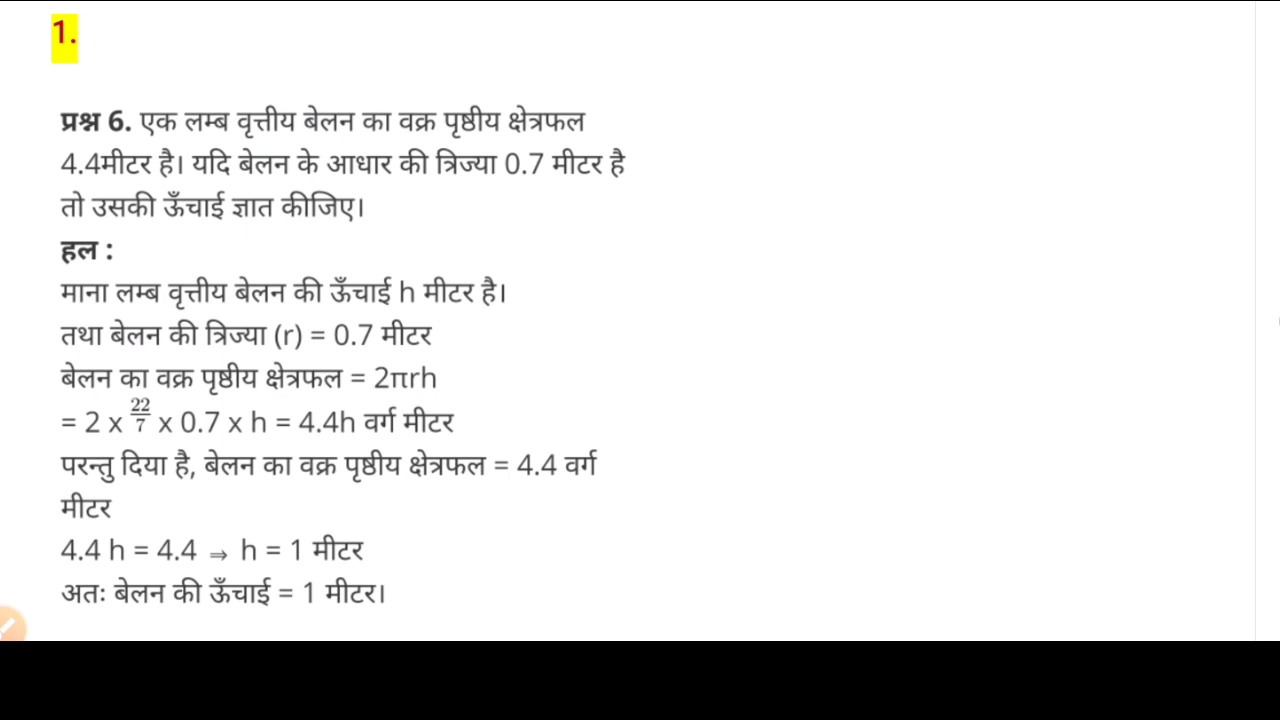 1.
प्रश्न 6. एक लम्ब वृत्तीय बेलन का वक्र पृष्ठीय क्षेत्रफल
4.4मीटर है। यदि बेलन के आधार की त्रिज्या 0.7 मीटर है
तो उसकी ऊँचाई ज्ञात कीजिए।
हल :
माना लम्ब वृत्तीय बेलन की ऊँचाई h मीटर है।
तथा बेलन की त्रिज्या (r) = 0.7 मीटर
बेलन का वक्र पृष्ठीय क्षेत्रफल = 2πrh
= 2 x 22/7 x 0.7 x h = 4.4h वर्ग मीटर
परन्तु दिया है, बेलन का वक्र पृष्ठीय क्षेत्रफल = 4.4 वर्ग
मीटर
4.4 h = 4.4 ⇒ h = 1 मीटर
अतः बेलन की ऊँचाई = 1 मीटर।